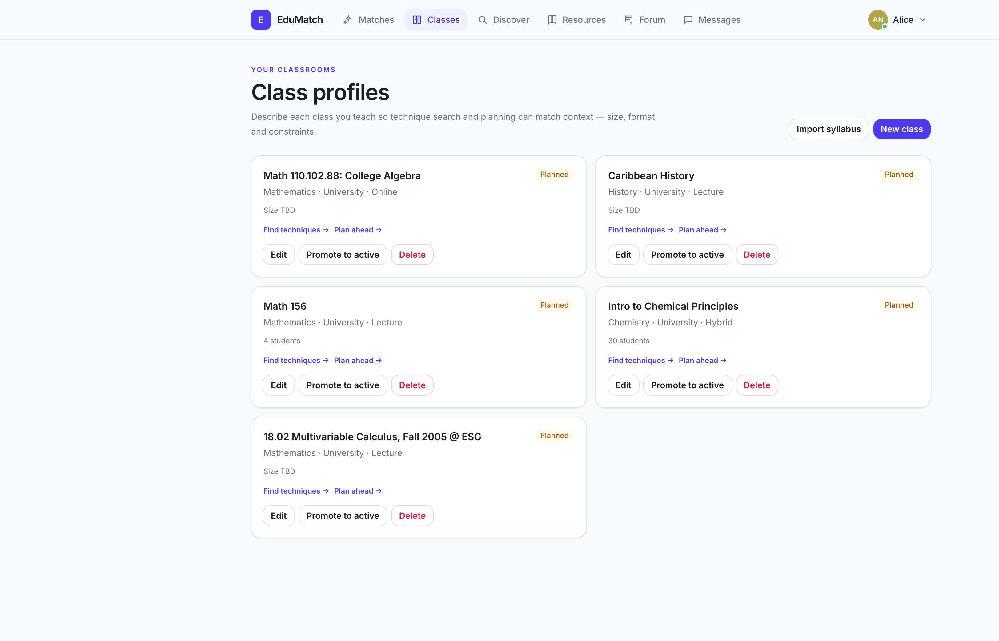 E EduMatch Matches Classes Discover Resources Forum Messages AN Alice
YOUR CLASSROOMS
Class profiles
Describe each class you teach so technique search and planning can match context — size, format,
and constraints.
Import syllabus New class
Math 110.102.88: College Algebra Planned
Mathematics · University · Online
Size TBD
Find techniques → Plan ahead →
Edit Promote to active Delete
Caribbean History Planned
History · University · Lecture
Size TBD
Find techniques → Plan ahead →
Edit Promote to active Delete
Math 156 Planned
Mathematics · University · Lecture
4 students
Find techniques → Plan ahead →
Edit Promote to active Delete
Intro to Chemical Principles Planned
Chemistry · University · Hybrid
30 students
Find techniques → Plan ahead →
Edit Promote to active Delete
18.02 Multivariable Calculus, Fall 2005 @ ESG Planned
Mathematics · University · Lecture
Size TBD
Find techniques → Plan ahead →
Edit Promote to active Delete